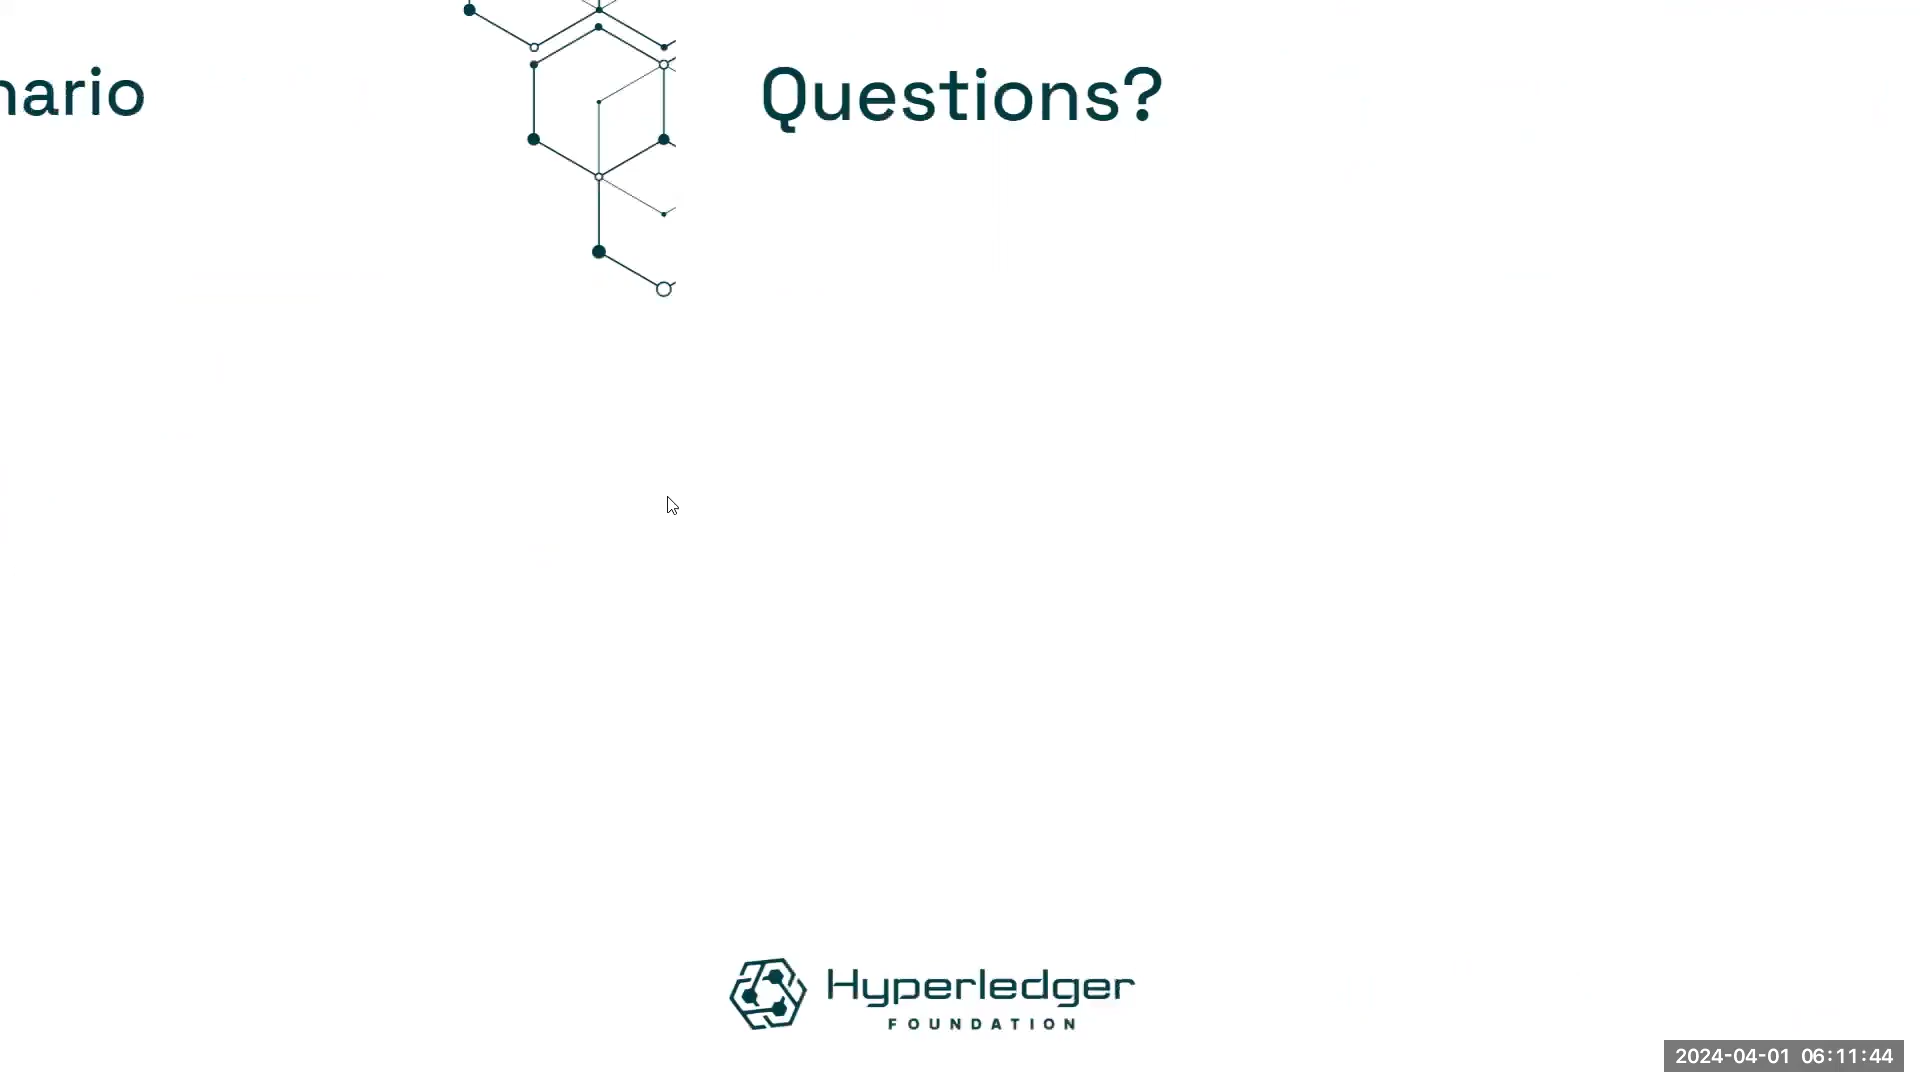 nario
Questions?
Hyperledger
FOUNDATION
2024-04-01 06:11:44